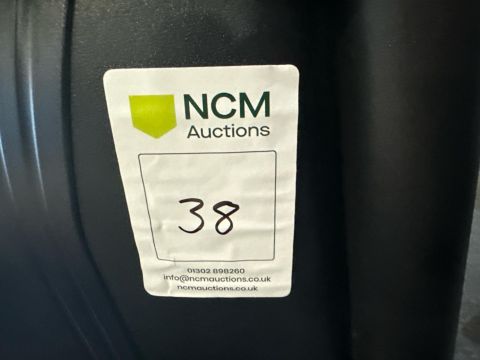 NCM
Auctions
38
01302 898260
info@ncmauctions.co.uk
ncmauctions.co.uk